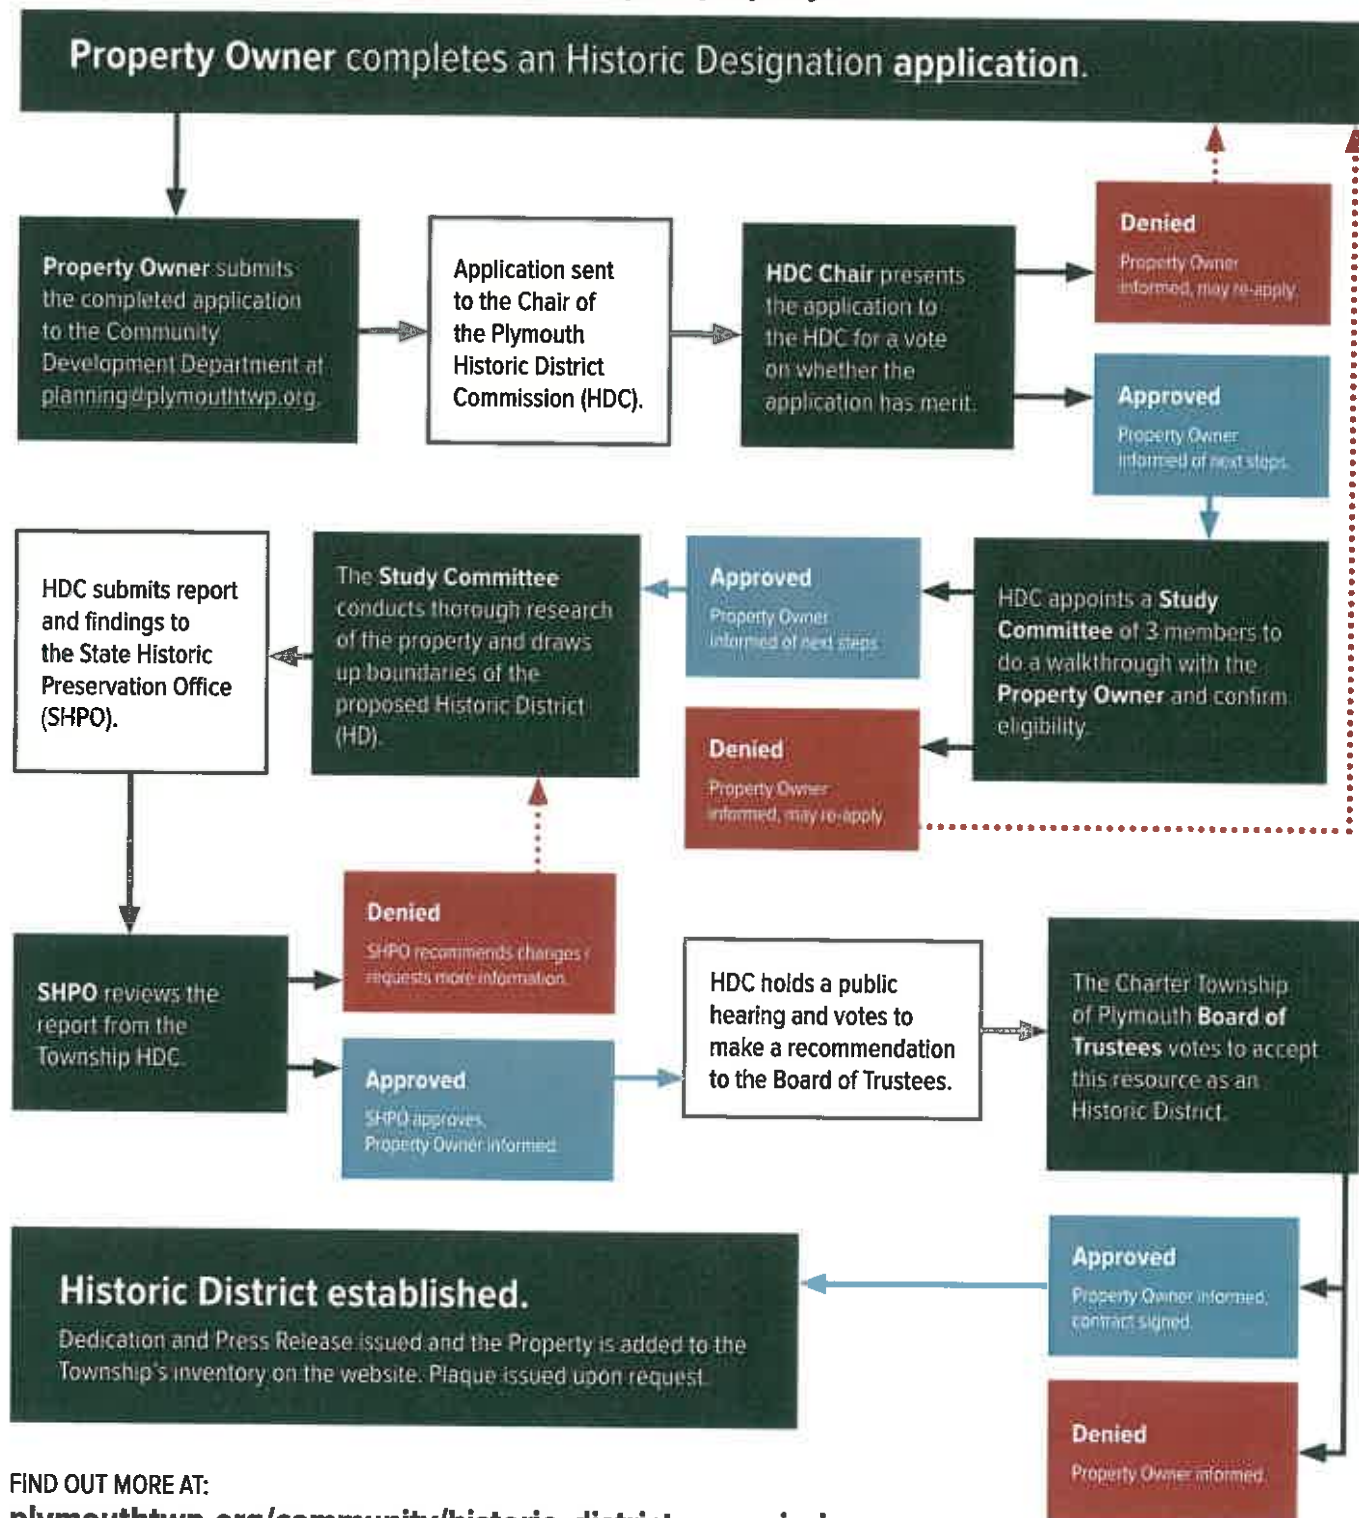 Property Owner completes an Historic Designation application.
Property Owner submits
the completed application
to the Community
Development Department at
planning@plymouthtwp.org.
Application sent
to the Chair of
the Plymouth
Historic District
Commission (HDC).
HDC Chair presents
the application to
the HDC for a vote
on whether the
application has merit.
Denied
Property Owner
informed, may re-apply
Approved
Property Owner
informed of next steps.
HDC appoints a Study
Committee of 3 members to
do a walkthrough with the
Property Owner and confirm
eligibility.
Approved
Property Owner
informed of next steps.
Denied
Property Owner
informed, may re-apply
The Study Committee
conducts thorough research
of the property and draws
up boundaries of the
proposed Historic District
(HD).
HDC submits report
and findings to
the State Historic
Preservation Office
(SHPO).
SHPO reviews the
report from the
Township HDC.
Denied
SHPO recommends changes /
requests more information.
Approved
SHPO approves,
Property Owner informed.
HDC holds a public
hearing and votes to
make a recommendation
to the Board of Trustees.
The Charter Township
of Plymouth Board of
Trustees votes to accept
this resource as an
Historic District.
Approved
Property Owner informed,
contract signed.
Denied
Property Owner informed.
Historic District established.
Dedication and Press Release issued and the Property is added to the
Township's inventory on the website. Plaque issued upon request.
FIND OUT MORE AT: